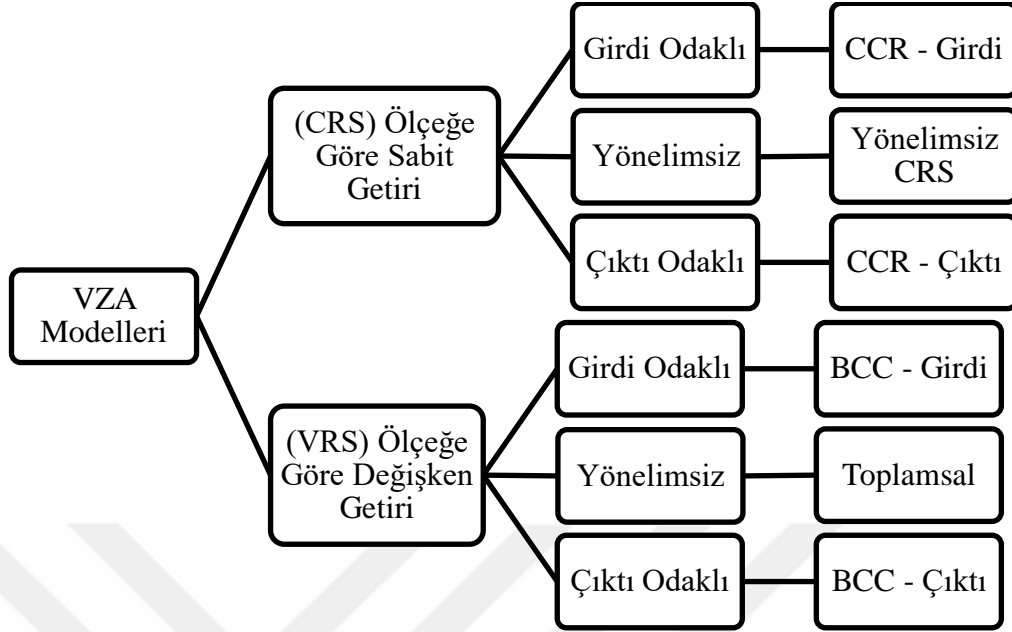 VZA
Modelleri
(CRS) Ölçeğe
Göre Sabit
Getiri
Girdi Odaklı
CCR - Girdi
Yönelimsiz
Yönelimsiz
CRS
Çıktı Odaklı
CCR - Çıktı
(VRS) Ölçeğe
Göre Değişken
Getiri
Girdi Odaklı
BCC - Girdi
Yönelimsiz
Toplamsal
Çıktı Odaklı
BCC - Çıktı